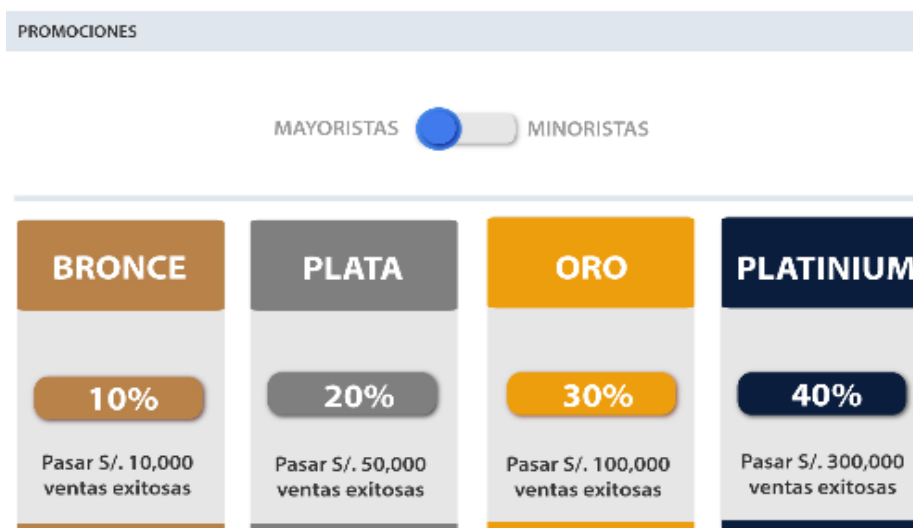 PROMOCIONES
MAYORISTAS MINORISTAS
BRONCE
10%
Pasar S/. 10,000
ventas exitosas
PLATA
20%
Pasar S/. 50,000
ventas exitosas
ORO
30%
Pasar S/. 100,000
ventas exitosas
PLATINIUM
40%
Pasar S/. 300,000
ventas exitosas